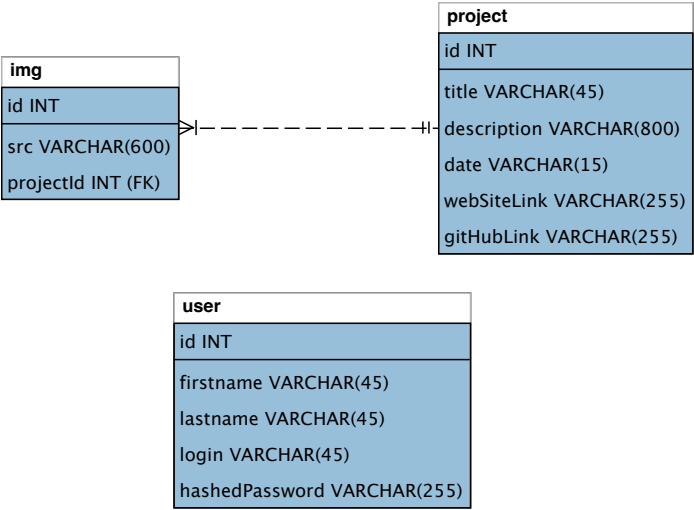 img
id INT
src VARCHAR(600)
projectId INT (FK)
project
id INT
title VARCHAR(45)
description VARCHAR(800)
date VARCHAR(15)
webSiteLink VARCHAR(255)
gitHubLink VARCHAR(255)
user
id INT
firstname VARCHAR(45)
lastname VARCHAR(45)
login VARCHAR(45)
hashedPassword VARCHAR(255)